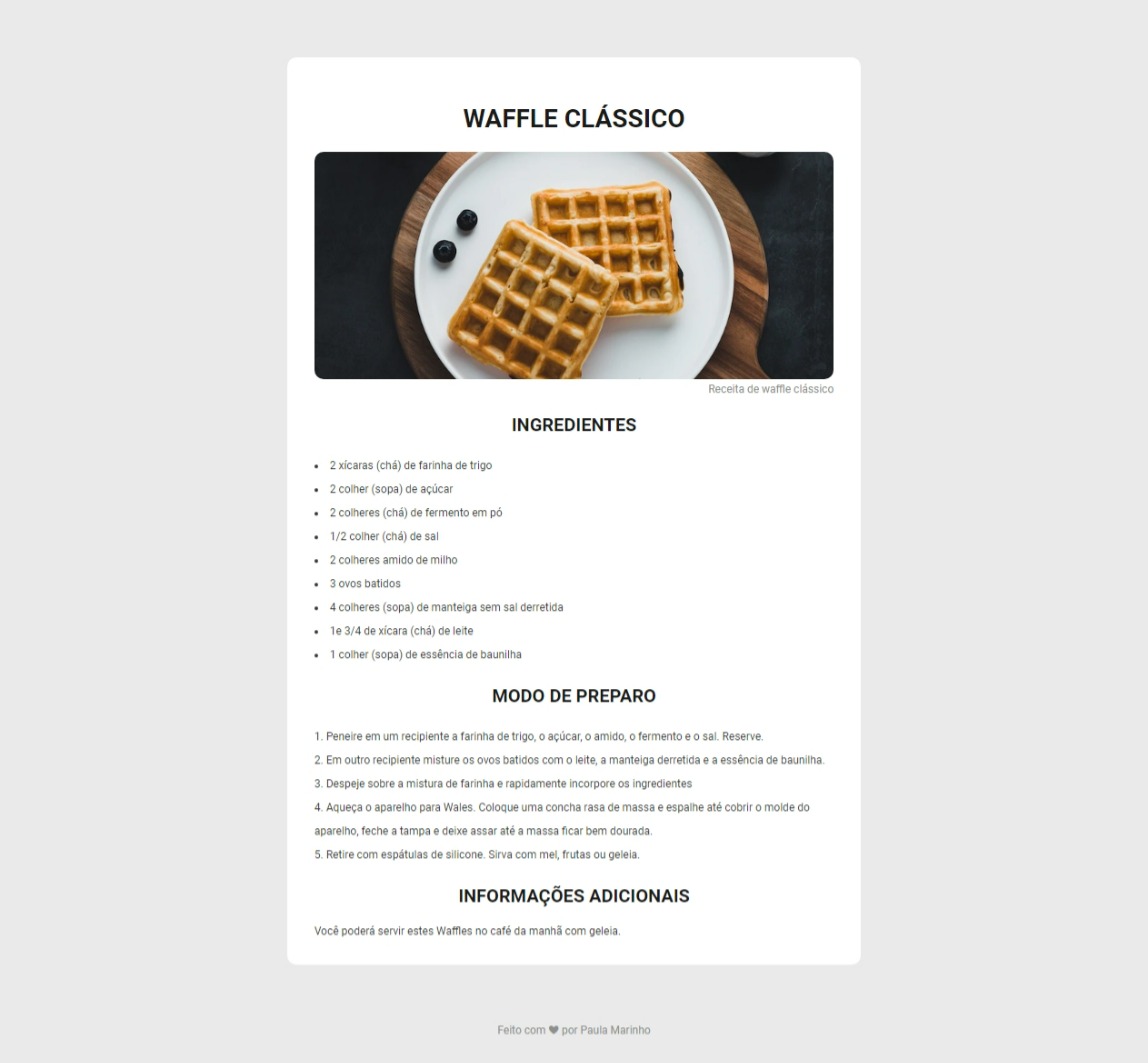 WAFFLE CLÁSSICO
Receita de waffle clássico
INGREDIENTES
• 2 xícaras (chá) de farinha de trigo
• 2 colher (sopa) de açúcar
• 2 colheres (chá) de fermento em pó
• 1/2 colher (chá) de sal
• 2 colheres amido de milho
• 3 ovos batidos
• 4 colheres (sopa) de manteiga sem sal derretida
• 1e 3/4 de xícara (chá) de leite
• 1 colher (sopa) de essência de baunilha
MODO DE PREPARO
1. Peneire em um recipiente a farinha de trigo, o açúcar, o amido, o fermento e o sal. Reserve.
2. Em outro recipiente misture os ovos batidos com o leite, a manteiga derretida e a essência de baunilha.
3. Despeje sobre a mistura de farinha e rapidamente incorpore os ingredientes
4. Aqueça o aparelho para Wales. Coloque uma concha rasa de massa e espalhe até cobrir o molde do
aparelho, feche a tampa e deixe assar até a massa ficar bem dourada.
5. Retire com espátulas de silicone. Sirva com mel, frutas ou geleia.
INFORMAÇÕES ADICIONAIS
Você poderá servir estes Waffles no café da manhã com geleia.
Feito com ♥ por Paula Marinho